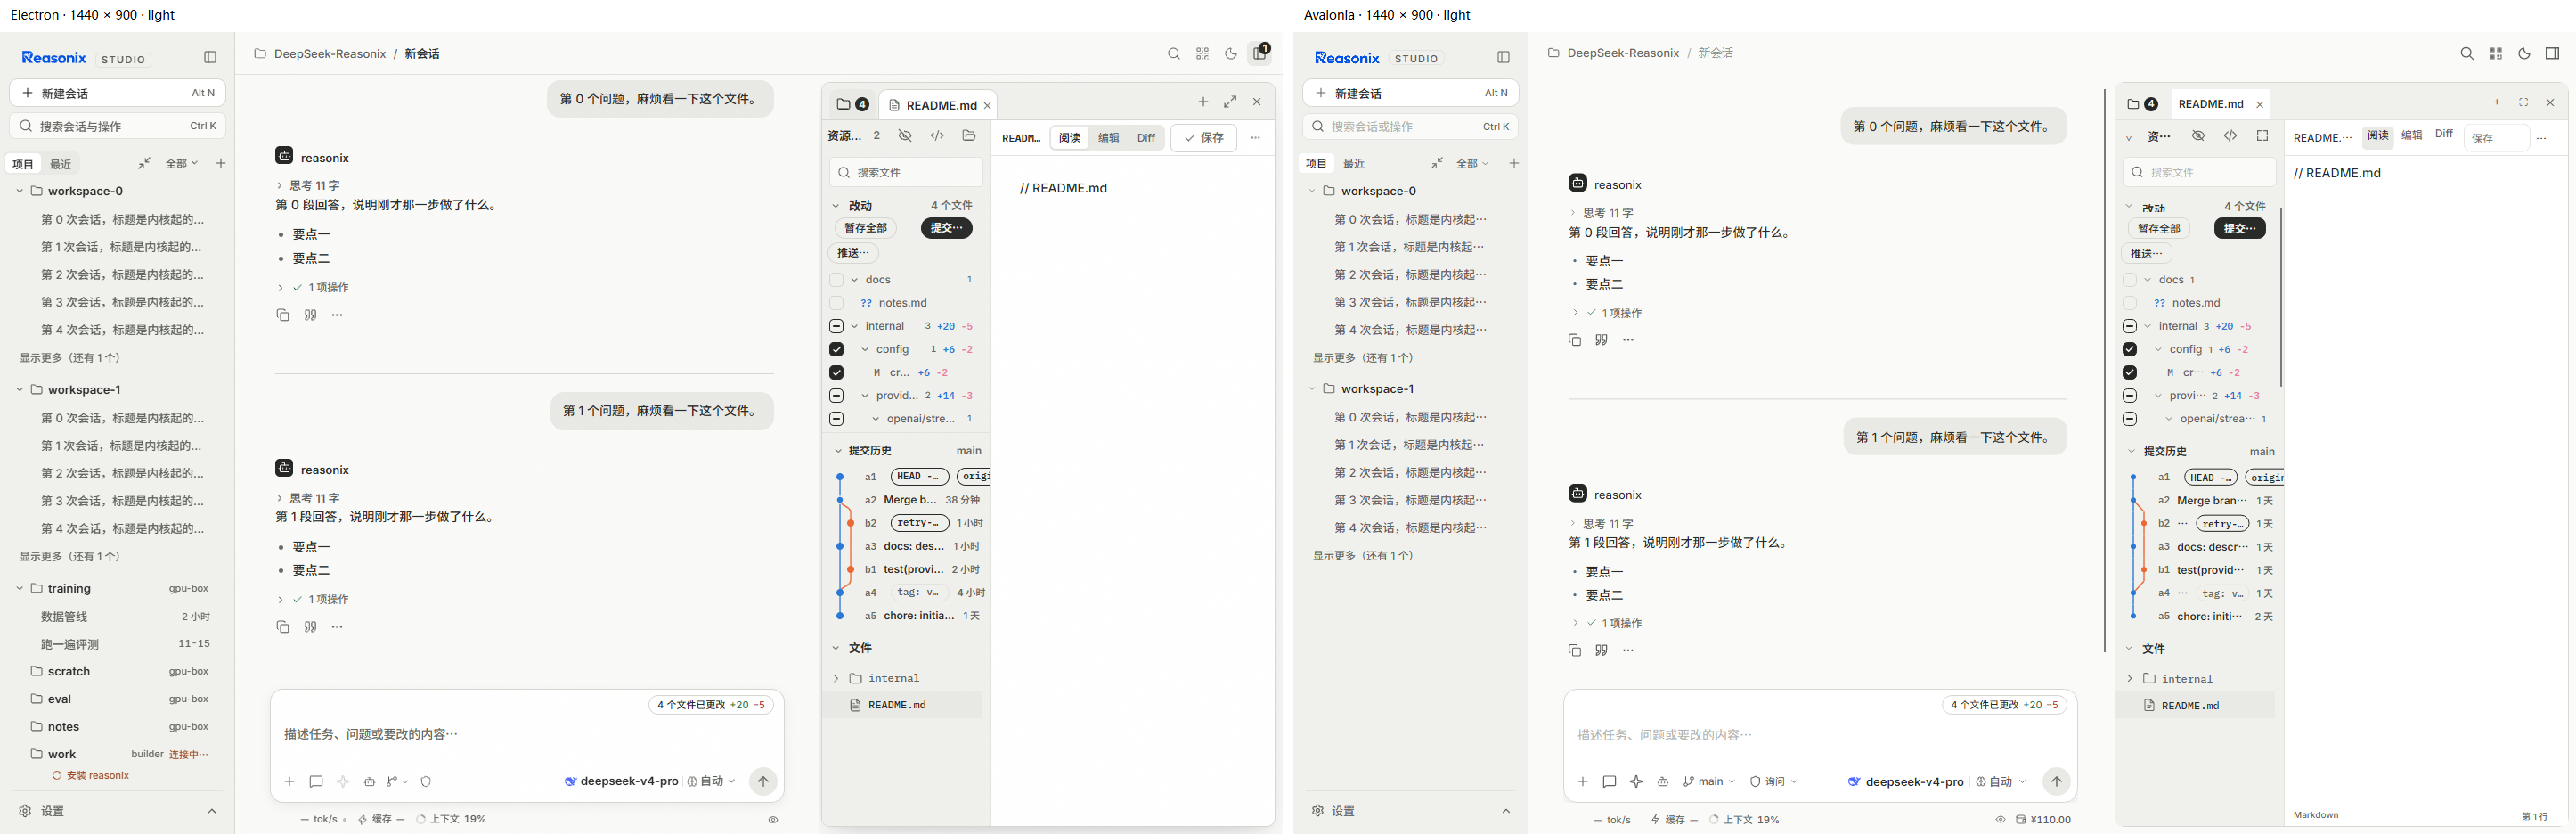 Electron · 1440 × 900 · light
Reasonix STUDIO
新建会话 Alt N
搜索会话与操作 Ctrl K
项目 最近 全部
workspace-0
第 0 次会话，标题是内核起的...
第 1 次会话，标题是内核起的...
第 2 次会话，标题是内核起的...
第 3 次会话，标题是内核起的...
第 4 次会话，标题是内核起的...
显示更多（还有 1 个）
workspace-1
第 0 次会话，标题是内核起的...
第 1 次会话，标题是内核起的...
第 2 次会话，标题是内核起的...
第 3 次会话，标题是内核起的...
第 4 次会话，标题是内核起的...
显示更多（还有 1 个）
training gpu-box
数据管线 2 小时
跑一遍评测 11-15
scratch gpu-box
eval gpu-box
notes gpu-box
work builder 连接中···
安装 reasonix
设置
DeepSeek-Reasonix / 新会话
1
第 0 个问题，麻烦看一下这个文件。
reasonix
思考 11 字
第 0 段回答，说明刚才那一步做了什么。
• 要点一
• 要点二
1 项操作
第 1 个问题，麻烦看一下这个文件。
reasonix
思考 11 字
第 1 段回答，说明刚才那一步做了什么。
• 要点一
• 要点二
1 项操作
4 个文件已更改 +20 −5
描述任务、问题或要改的内容···
deepseek-v4-pro 自动
— tok/s 缓存 — 上下文 19%
4 README.md
资源... 2
搜索文件
改动 4 个文件
暂存全部 提交···
推送···
docs 1
?? notes.md
internal 3 +20 -5
config 1 +6 -2
M cr... +6 -2
provid... 2 +14 -3
openai/strea... 1
提交历史 main
a1 HEAD -… origi
a2 Merge b... 38 分钟
b2 retry-… 1 小时
a3 docs: des... 1 小时
b1 test(provi... 2 小时
a4 tag: v… 4 小时
a5 chore: initia... 1 天
文件
internal
README.md
READM... 阅读 编辑 Diff 保存 ···
// README.md
Avalonia · 1440 × 900 · light
Reasonix STUDIO
新建会话 Alt N
搜索会话或操作 Ctrl K
项目 最近 全部
workspace-0
第 0 次会话，标题是内核起···
第 1 次会话，标题是内核起···
第 2 次会话，标题是内核起···
第 3 次会话，标题是内核起···
第 4 次会话，标题是内核起···
显示更多（还有 1 个）
workspace-1
第 0 次会话，标题是内核起···
第 1 次会话，标题是内核起···
第 2 次会话，标题是内核起···
第 3 次会话，标题是内核起···
第 4 次会话，标题是内核起···
显示更多（还有 1 个）
设置
DeepSeek-Reasonix / 新会话
第 0 个问题，麻烦看一下这个文件。
reasonix
思考 11 字
第 0 段回答，说明刚才那一步做了什么。
• 要点一
• 要点二
1 项操作
第 1 个问题，麻烦看一下这个文件。
reasonix
思考 11 字
第 1 段回答，说明刚才那一步做了什么。
• 要点一
• 要点二
1 项操作
4 个文件已更改 +20 −5
描述任务、问题或要改的内容···
main 询问 deepseek-v4-pro 自动
— tok/s 缓存 — 上下文 19% ¥110.00
4 README.md
资···
搜索文件
改动 4 个文件
暂存全部 提交···
推送···
docs 1
?? notes.md
internal 3 +20 -5
config 1 +6 -2
M cr··· +6 -2
provi··· 2 +14 -3
openai/strea··· 1
提交历史 main
a1 HEAD -… origin
a2 Merge bran··· 1 天
b2 ··· retry-… 1 天
a3 docs: descr··· 1 天
b1 test(provid··· 1 天
a4 ··· tag: v… 1 天
a5 chore: initi··· 2 天
文件
internal
README.md
README.··· 阅读 编辑 Diff 保存 ···
// README.md
Markdown 第 1 行